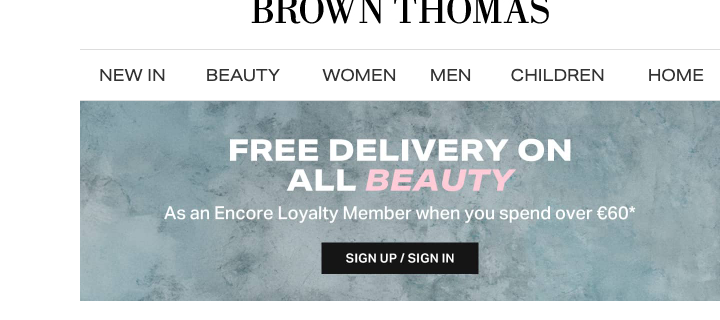 BROWN THOMAS
NEW IN BEAUTY WOMEN MEN CHILDREN HOME
FREE DELIVERY ON
ALL BEAUTY
As an Encore Loyalty Member when you spend over €60*
SIGN UP / SIGN IN